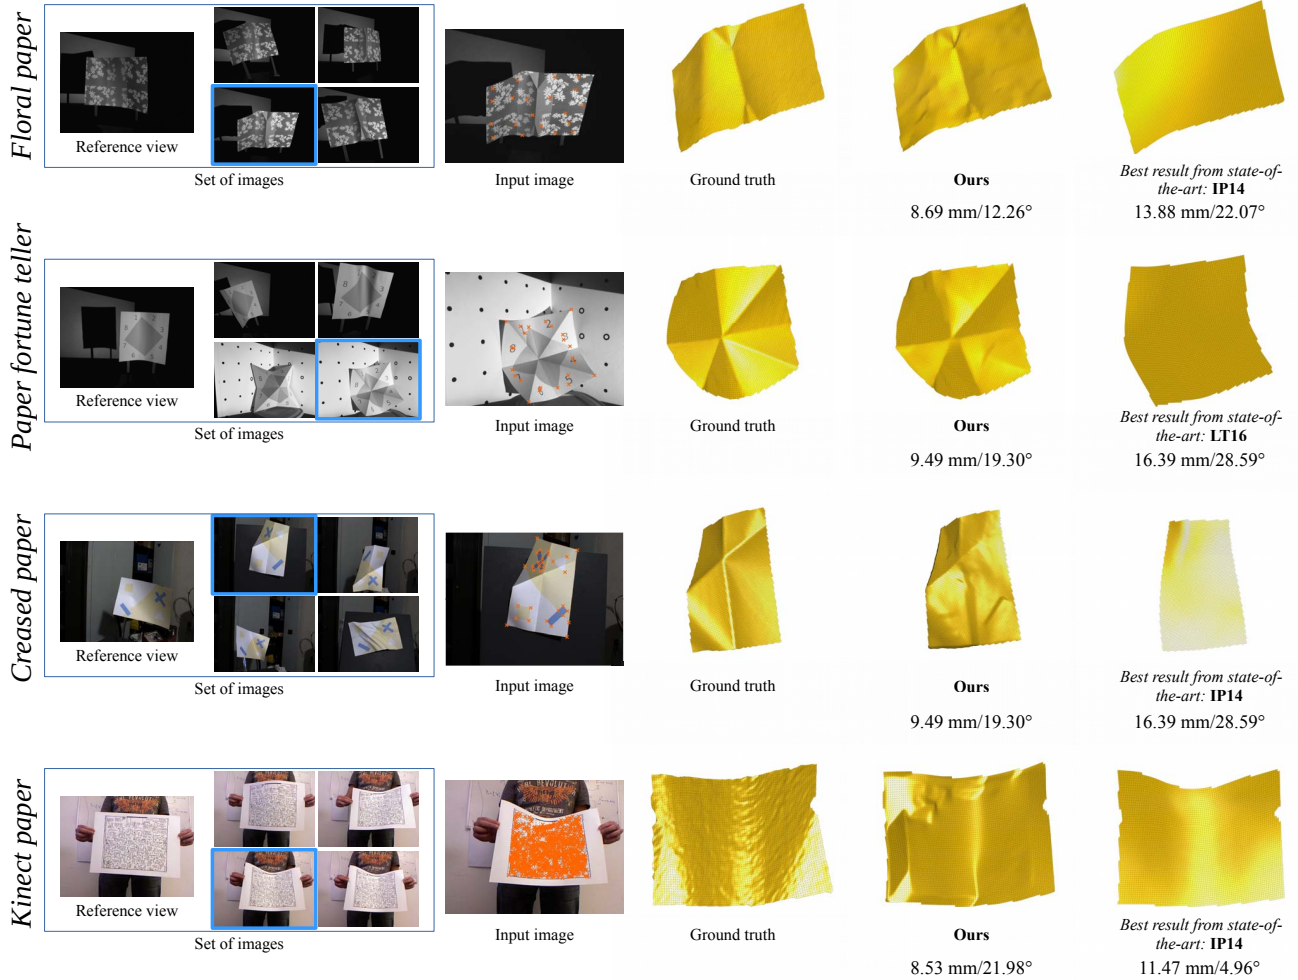 Floral paper
Reference view
Set of images
Input image
Ground truth
Ours
8.69 mm/12.26°
Best result from state-of-
the-art: IP14
13.88 mm/22.07°
Paper fortune teller
Reference view
Set of images
Input image
Ground truth
Ours
9.49 mm/19.30°
Best result from state-of-
the-art: LT16
16.39 mm/28.59°
Creased paper
Reference view
Set of images
Input image
Ground truth
Ours
9.49 mm/19.30°
Best result from state-of-
the-art: IP14
16.39 mm/28.59°
Kinect paper
Reference view
Set of images
Input image
Ground truth
Ours
8.53 mm/21.98°
Best result from state-of-
the-art: IP14
11.47 mm/4.96°